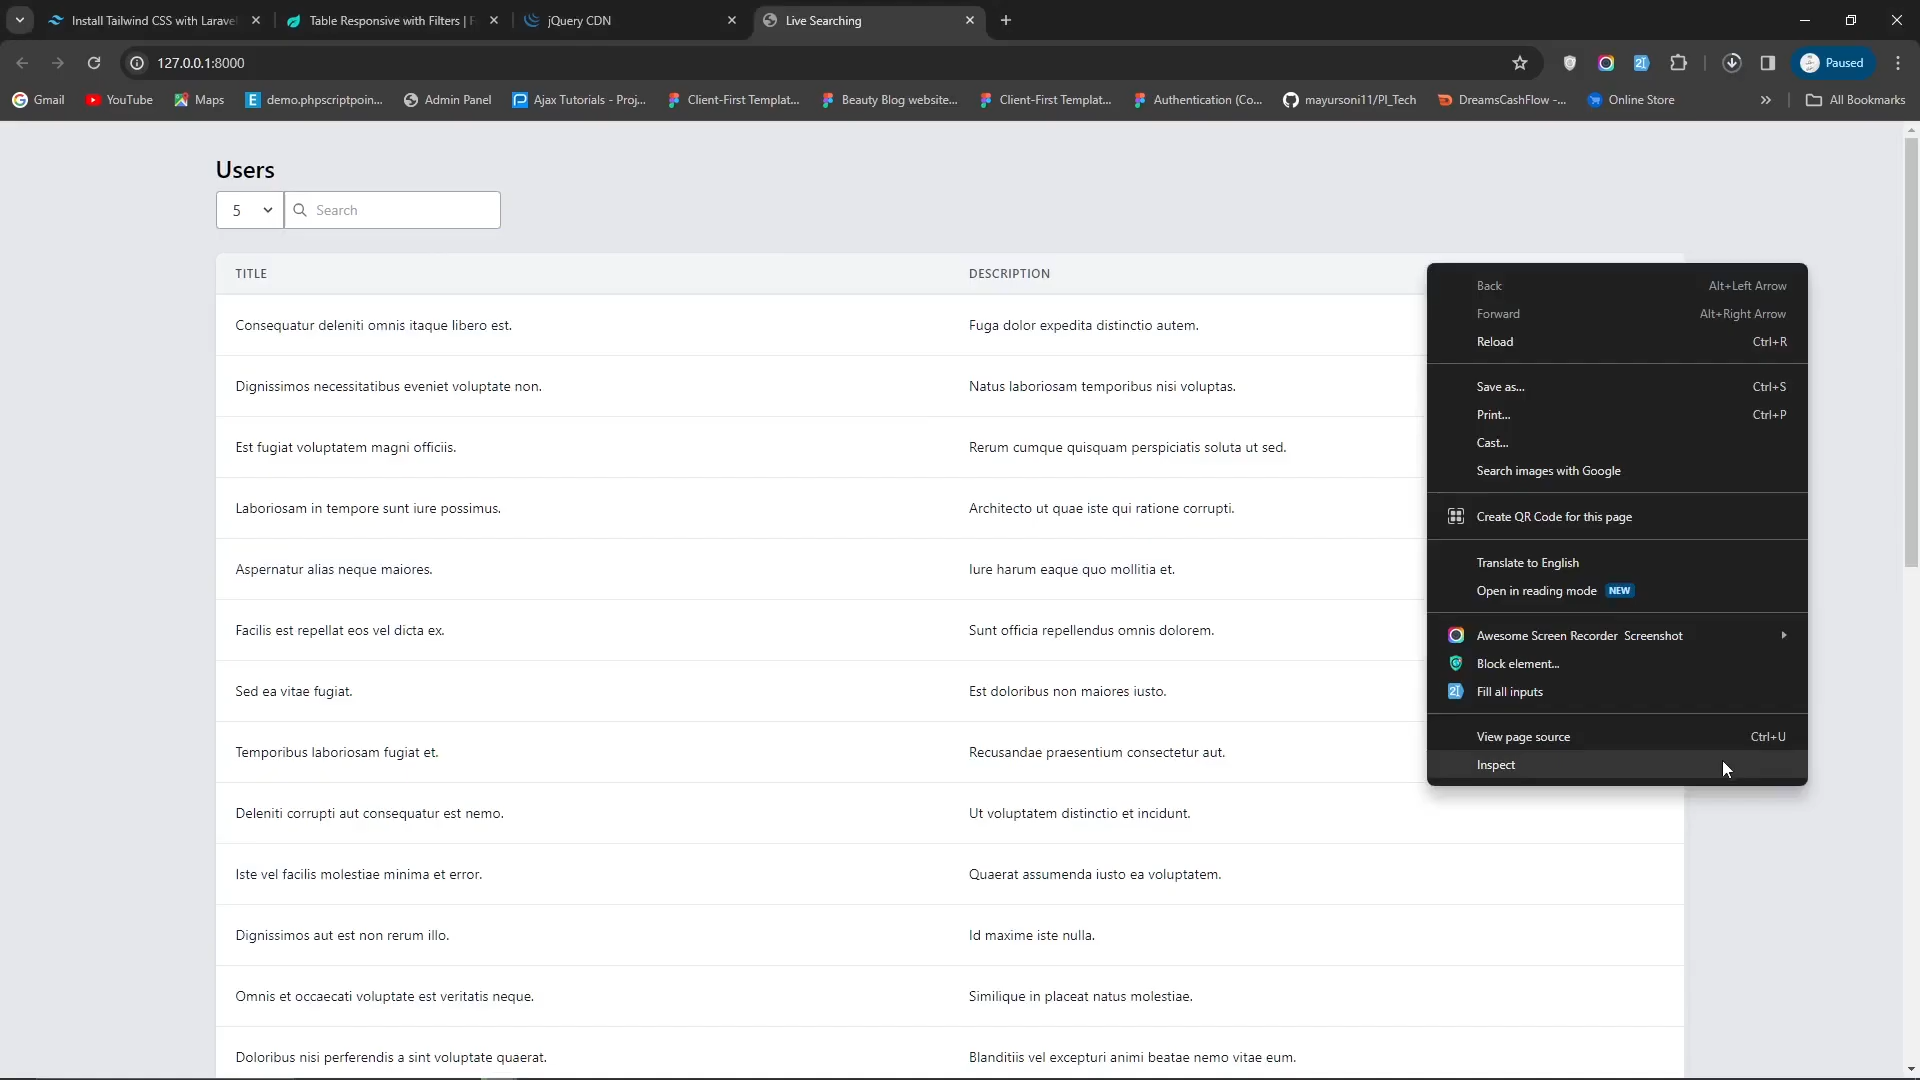 Install Tailwind CSS with Laravel
Table Responsive with Filters |
jQuery CDN
Live Searching
127.0.0.1:8000
Paused
Gmail
YouTube
Maps
demo.phpscriptpoin...
Admin Panel
Ajax Tutorials - Proj...
Client-First Templat...
Beauty Blog website...
Client-First Templat...
Authentication (Co...
mayursoni11/PI_Tech
DreamsCashFlow -...
Online Store
All Bookmarks
Users
5
Search
TITLE DESCRIPTION
Consequatur deleniti omnis itaque libero est. Fuga dolor expedita distinctio autem.
Dignissimos necessitatibus eveniet voluptate non. Natus laboriosam temporibus nisi voluptas.
Est fugiat voluptatem magni officiis. Rerum cumque quisquam perspiciatis soluta ut sed.
Laboriosam in tempore sunt iure possimus. Architecto ut quae iste qui ratione corrupti.
Aspernatur alias neque maiores. Iure harum eaque quo mollitia et.
Facilis est repellat eos vel dicta ex. Sunt officia repellendus omnis dolorem.
Sed ea vitae fugiat. Est doloribus non maiores iusto.
Temporibus laboriosam fugiat et. Recusandae praesentium consectetur aut.
Deleniti corrupti aut consequatur est nemo. Ut voluptatem distinctio et incidunt.
Iste vel facilis molestiae minima et error. Quaerat assumenda iusto ea voluptatem.
Dignissimos aut est non rerum illo. Id maxime iste nulla.
Omnis et occaecati voluptate est veritatis neque. Similique in placeat natus molestiae.
Doloribus nisi perferendis a sint voluptate quaerat. Blanditiis vel excepturi animi beatae nemo vitae eum.
Back Alt+Left Arrow
Forward Alt+Right Arrow
Reload Ctrl+R
Save as... Ctrl+S
Print... Ctrl+P
Cast...
Search images with Google
Create QR Code for this page
Translate to English
Open in reading mode NEW
Awesome Screen Recorder Screenshot
Block element...
Fill all inputs
View page source Ctrl+U
Inspect